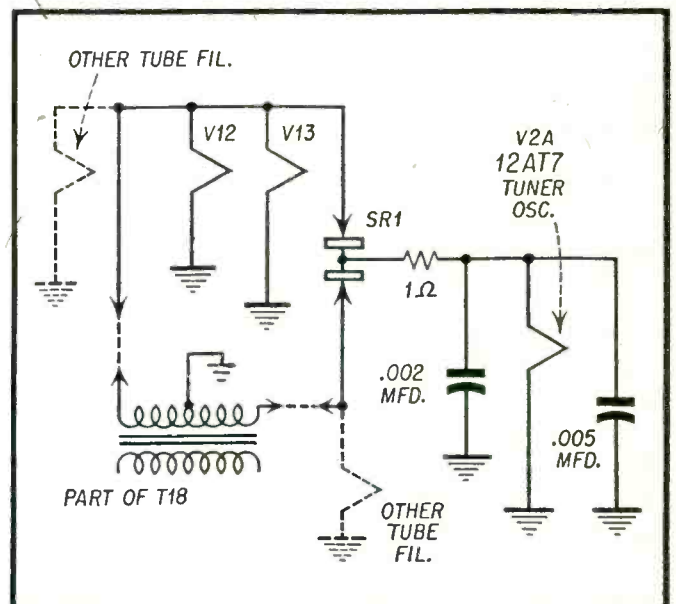 OTHER TUBE FIL.
V12
V13
V2A
12AT7
TUNER
OSC.
SR1
1Ω
.002
MFD.
.005
MFD.
PART OF T18
OTHER
TUBE
FIL.